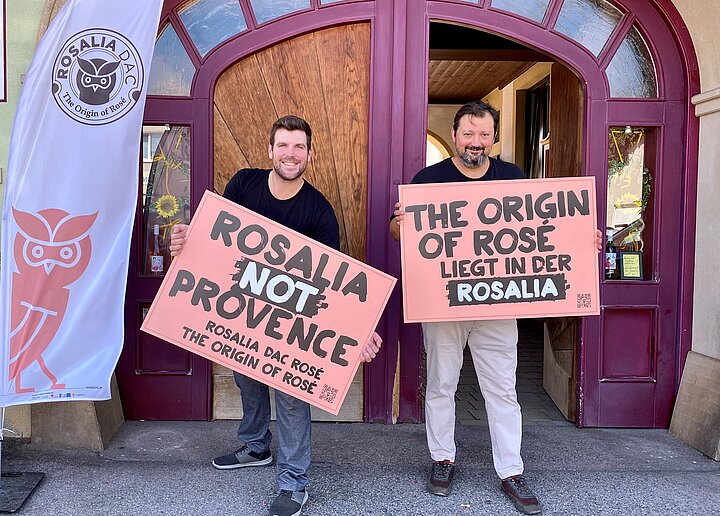 ROSALIA DAC
The Origin of Rosé
ROSALIA
NOT
PROVENCE
ROSALIA DAC ROSÉ
THE ORIGIN OF ROSÉ
THE ORIGIN
OF ROSÉ
LIEGT IN DER
ROSALIA